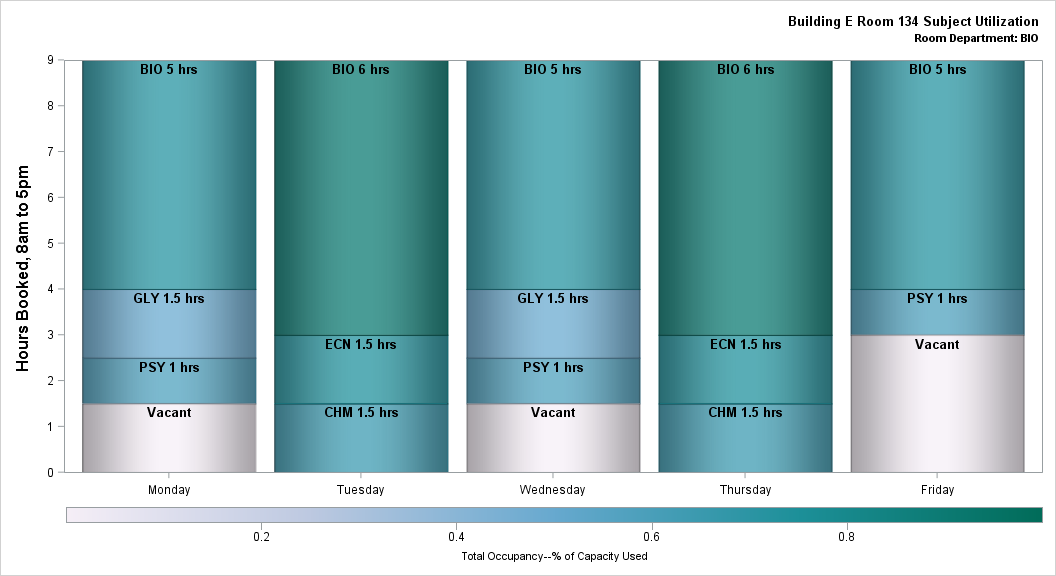 Building E Room 134 Subject Utilization
Room Department: BIO
Hours Booked, 8am to 5pm
9
8
7
6
5
4
3
2
1
0
BIO 5 hrs
GLY 1.5 hrs
PSY 1 hrs
Vacant
BIO 6 hrs
ECN 1.5 hrs
CHM 1.5 hrs
BIO 5 hrs
GLY 1.5 hrs
PSY 1 hrs
Vacant
BIO 6 hrs
ECN 1.5 hrs
CHM 1.5 hrs
BIO 5 hrs
PSY 1 hrs
Vacant
Monday
Tuesday
Wednesday
Thursday
Friday
0.2
0.4
0.6
0.8
Total Occupancy--% of Capacity Used